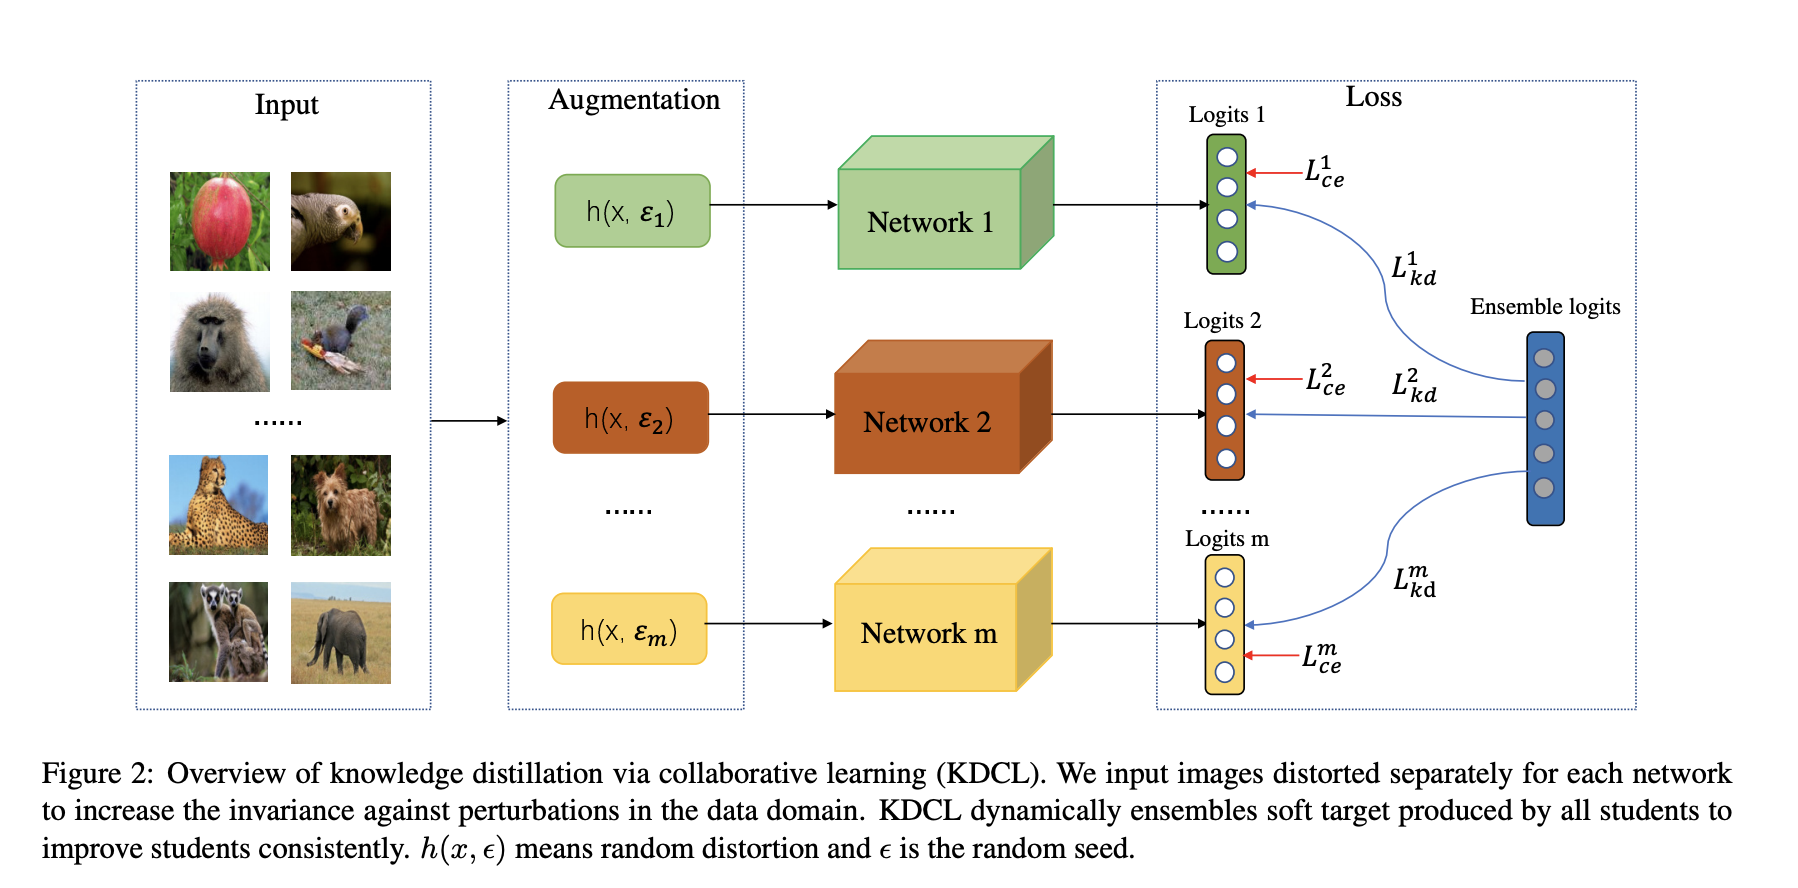 Input
Augmentation
Loss
Logits 1
h(x, ε₁)
Network 1
L¹ce
L¹kd
Ensemble logits
Logits 2
h(x, ε₂)
Network 2
L²ce
L²kd
......
......
......
......
Logits m
h(x, εₘ)
Network m
Lᵐkd
Lᵐce
Figure 2: Overview of knowledge distillation via collaborative learning (KDCL). We input images distorted separately for each network
to increase the invariance against perturbations in the data domain. KDCL dynamically ensembles soft target produced by all students to
improve students consistently. h(x, ϵ) means random distortion and ϵ is the random seed.